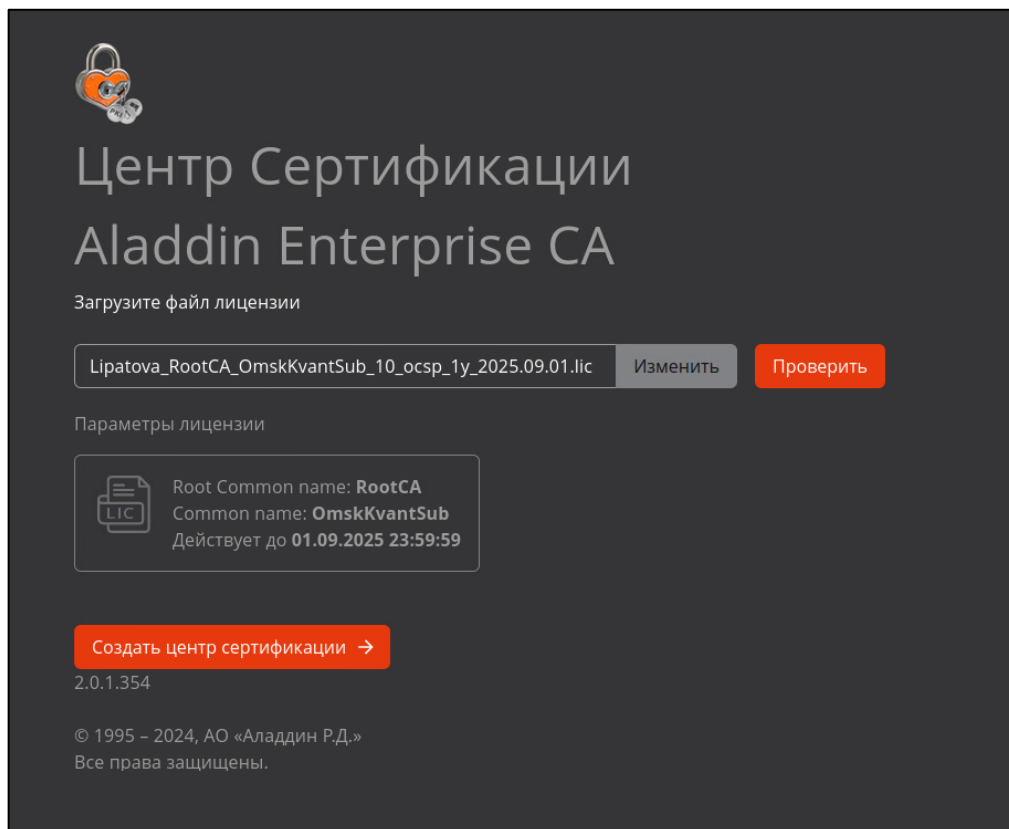 Центр Сертификации
Aladdin Enterprise CA
Загрузите файл лицензии
Lipatova_RootCA_OmskKvantSub_10_ocsp_1y_2025.09.01.lic Изменить Проверить
Параметры лицензии
LIC
Root Common name: RootCA
Common name: OmskKvantSub
Действует до 01.09.2025 23:59:59
Создать центр сертификации →
2.0.1.354
© 1995 – 2024, АО «Аладдин Р.Д.»
Все права защищены.